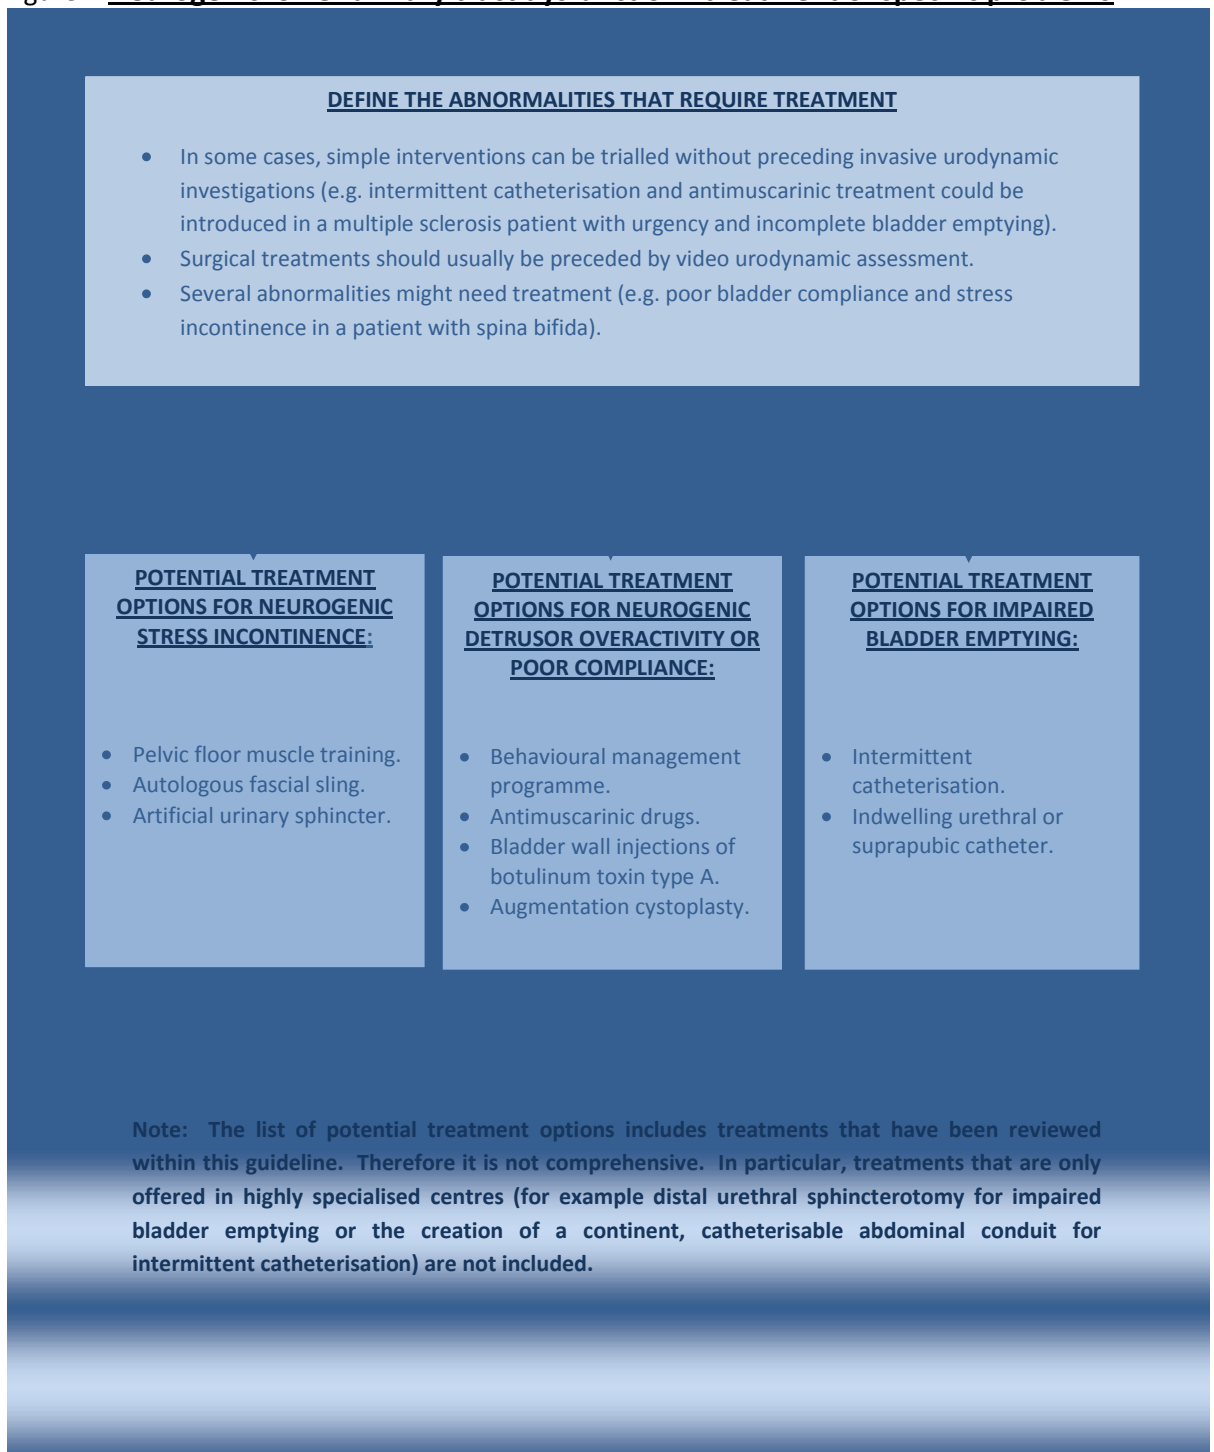 DEFINE THE ABNORMALITIES THAT REQUIRE TREATMENT
• In some cases, simple interventions can be trialled without preceding invasive urodynamic
investigations (e.g. intermittent catheterisation and antimuscarinic treatment could be
introduced in a multiple sclerosis patient with urgency and incomplete bladder emptying).
• Surgical treatments should usually be preceded by video urodynamic assessment.
• Several abnormalities might need treatment (e.g. poor bladder compliance and stress
incontinence in a patient with spina bifida).
POTENTIAL TREATMENT
OPTIONS FOR NEUROGENIC
STRESS INCONTINENCE:
• Pelvic floor muscle training.
• Autologous fascial sling.
• Artificial urinary sphincter.
POTENTIAL TREATMENT
OPTIONS FOR NEUROGENIC
DETRUSOR OVERACTIVITY OR
POOR COMPLIANCE:
• Behavioural management
programme.
• Antimuscarinic drugs.
• Bladder wall injections of
botulinum toxin type A.
• Augmentation cystoplasty.
POTENTIAL TREATMENT
OPTIONS FOR IMPAIRED
BLADDER EMPTYING:
• Intermittent
catheterisation.
• Indwelling urethral or
suprapubic catheter.
Note: The list of potential treatment options includes treatments that have been reviewed
within this guideline. Therefore it is not comprehensive. In particular, treatments that are only
offered in highly specialised centres (for example distal urethral sphincterotomy for impaired
bladder emptying or the creation of a continent, catheterisable abdominal conduit for
intermittent catheterisation) are not included.